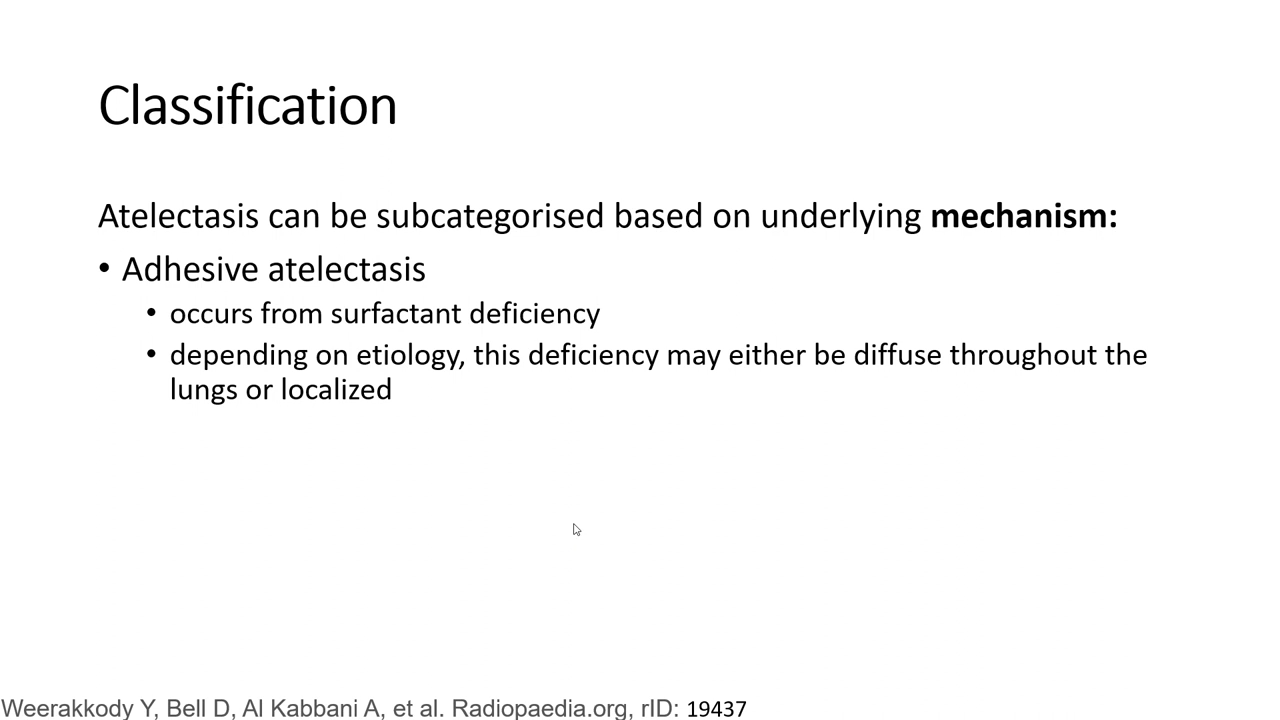 Classification
Atelectasis can be subcategorised based on underlying mechanism:
• Adhesive atelectasis
• occurs from surfactant deficiency
• depending on etiology, this deficiency may either be diffuse throughout the
lungs or localized
Weerakkody Y, Bell D, Al Kabbani A, et al. Radiopaedia.org, rID: 19437